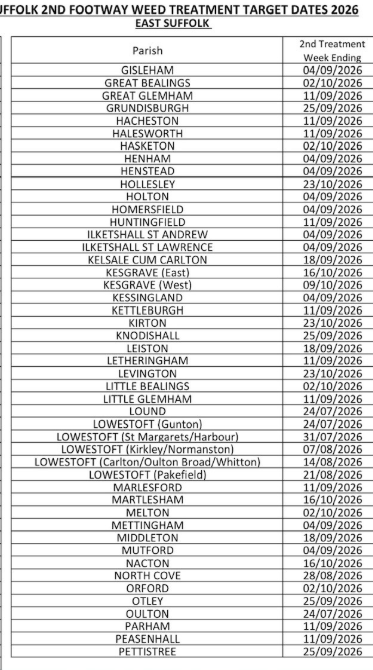 UFFOLK 2ND FOOTWAY WEED TREATMENT TARGET DATES 2026
EAST SUFFOLK
Parish 2nd Treatment Week Ending
GISLEHAM 04/09/2026
GREAT BEALINGS 02/10/2026
GREAT GLEMHAM 11/09/2026
GRUNDISBURGH 25/09/2026
HACHESTON 11/09/2026
HALESWORTH 11/09/2026
HASKETON 02/10/2026
HENHAM 04/09/2026
HENSTEAD 04/09/2026
HOLLESLEY 23/10/2026
HOLTON 04/09/2026
HOMERSFIELD 04/09/2026
HUNTINGFIELD 11/09/2026
ILKETSHALL ST ANDREW 04/09/2026
ILKETSHALL ST LAWRENCE 04/09/2026
KELSALE CUM CARLTON 18/09/2026
KESGRAVE (East) 16/10/2026
KESGRAVE (West) 09/10/2026
KESSINGLAND 04/09/2026
KETTLEBURGH 11/09/2026
KIRTON 23/10/2026
KNODISHALL 25/09/2026
LEISTON 18/09/2026
LETHERINGHAM 11/09/2026
LEVINGTON 23/10/2026
LITTLE BEALINGS 02/10/2026
LITTLE GLEMHAM 11/09/2026
LOUND 24/07/2026
LOWESTOFT (Gunton) 24/07/2026
LOWESTOFT (St Margarets/Harbour) 31/07/2026
LOWESTOFT (Kirkley/Normanston) 07/08/2026
LOWESTOFT (Carlton/Oulton Broad/Whitton) 14/08/2026
LOWESTOFT (Pakefield) 21/08/2026
MARLESFORD 11/09/2026
MARTLESHAM 16/10/2026
MELTON 02/10/2026
METTINGHAM 04/09/2026
MIDDLETON 18/09/2026
MUTFORD 04/09/2026
NACTON 16/10/2026
NORTH COVE 28/08/2026
ORFORD 02/10/2026
OTLEY 25/09/2026
OULTON 24/07/2026
PARHAM 11/09/2026
PEASENHALL 11/09/2026
PETTISTREE 25/09/2026